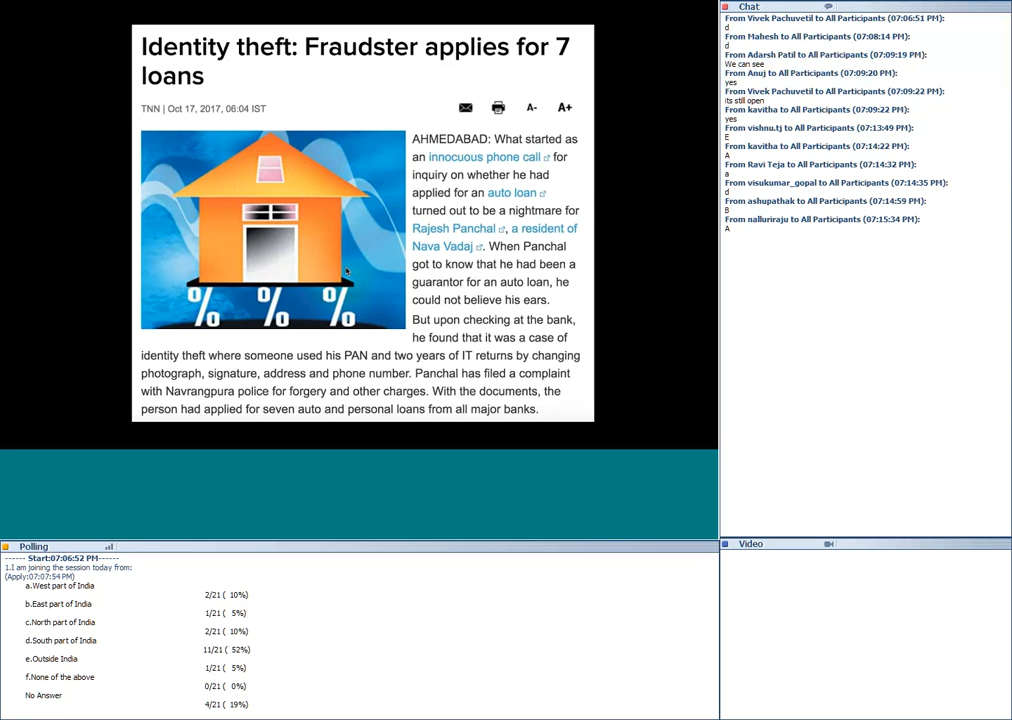 Identity theft: Fraudster applies for 7
loans
TNN | Oct 17, 2017, 06:04 IST
A-
A+
AHMEDABAD: What started as
an innocuous phone call for
inquiry on whether he had
applied for an auto loan
turned out to be a nightmare for
Rajesh Panchal, a resident of
Nava Vadaj. When Panchal
got to know that he had been a
guarantor for an auto loan, he
could not believe his ears.
But upon checking at the bank,
he found that it was a case of
identity theft where someone used his PAN and two years of IT returns by changing
photograph, signature, address and phone number. Panchal has filed a complaint
with Navrangpura police for forgery and other charges. With the documents, the
person had applied for seven auto and personal loans from all major banks.
% % %
Chat
From Vivek Pachuvetil to All Participants (07:06:51 PM):
d
From Mahesh to All Participants (07:08:14 PM):
d
From Adarsh Patil to All Participants (07:09:19 PM):
We can see
From Anuj to All Participants (07:09:20 PM):
yes
From Vivek Pachuvetil to All Participants (07:09:22 PM):
its still open
From kavitha to All Participants (07:09:22 PM):
yes
From vishnu.tj to All Participants (07:13:49 PM):
E
From kavitha to All Participants (07:14:22 PM):
A
From Ravi Teja to All Participants (07:14:32 PM):
a
From visukumar_gopal to All Participants (07:14:35 PM):
d
From ashupathak to All Participants (07:14:59 PM):
B
From nalluriraju to All Participants (07:15:34 PM):
A
Polling
------ Start:07:06:52 PM------
1.I am joining the session today from:
(Apply:07:07:54 PM)
a.West part of India
2/21 ( 10%)
b.East part of India
1/21 ( 5%)
c.North part of India
2/21 ( 10%)
d.South part of India
11/21 ( 52%)
e.Outside India
1/21 ( 5%)
f.None of the above
0/21 ( 0%)
No Answer
4/21 ( 19%)
Video